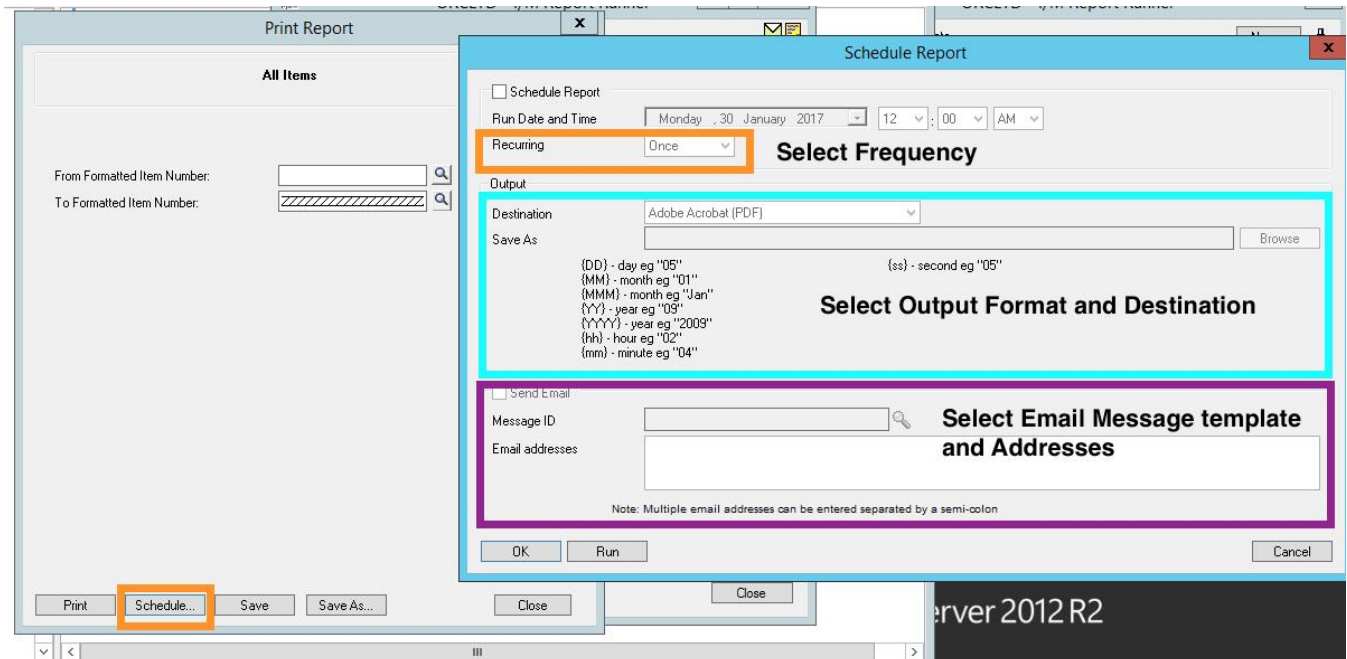 Print Report
x
All Items
From Formatted Item Number:
To Formatted Item Number:
ZZZZZZZZZZZZZZZ
Print
Schedule...
Save
Save As...
Close
Close
Schedule Report
x
Schedule Report
Run Date and Time
Monday , 30 January 2017
12 : 00 AM
Recurring
Once
Select Frequency
Output
Destination
Adobe Acrobat (PDF)
Save As
Browse
{DD} - day eg "05"
{ss} - second eg "05"
{MM} - month eg "01"
{MMM} - month eg "Jan"
{YY} - year eg "09"
{YYYY} - year eg "2009"
{hh} - hour eg "02"
{mm} - minute eg "04"
Select Output Format and Destination
Send Email
Message ID
Select Email Message template
and Addresses
Email addresses
Note: Multiple email addresses can be entered separated by a semi-colon
OK
Run
Cancel
erver 2012 R2